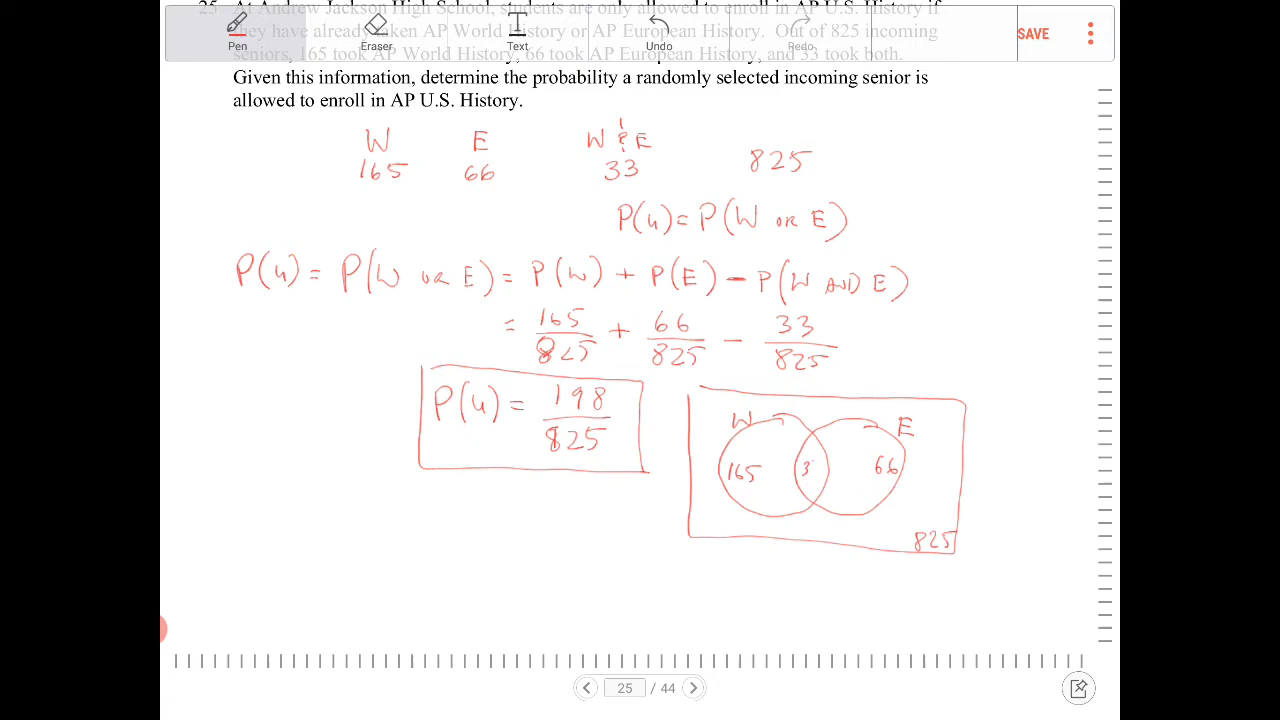 25 At Andrew Jackson High School, students are only allowed to enroll in AP U.S. History if
they have already taken AP World History or AP European History. Out of 825 incoming
seniors, 165 took AP World History, 66 took AP European History, and 33 took both.
Given this information, determine the probability a randomly selected incoming senior is
allowed to enroll in AP U.S. History.
Pen Eraser Text Undo Redo SAVE
W E W & E
165 66 33 825
P(U) = P(W OR E)
P(U) = P(W OR E) = P(W) + P(E) - P(W AND E)
= 165/825 + 66/825 - 33/825
P(U) = 198/825
W E
165 3 66
825
25 / 44